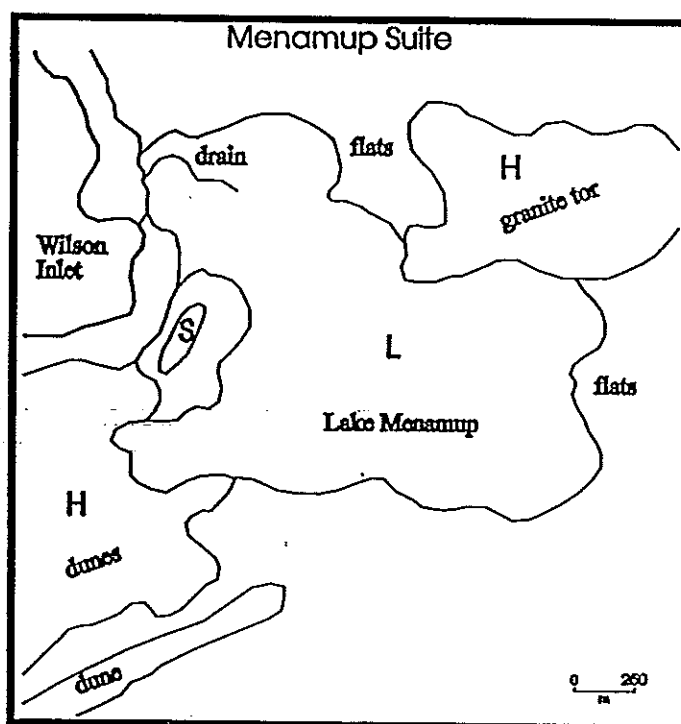 Menamup Suite
drain
flats
H
granite tor
Wilson
Inlet
S
L
flats
Lake Menamup
H
dunes
dune
0 250
m